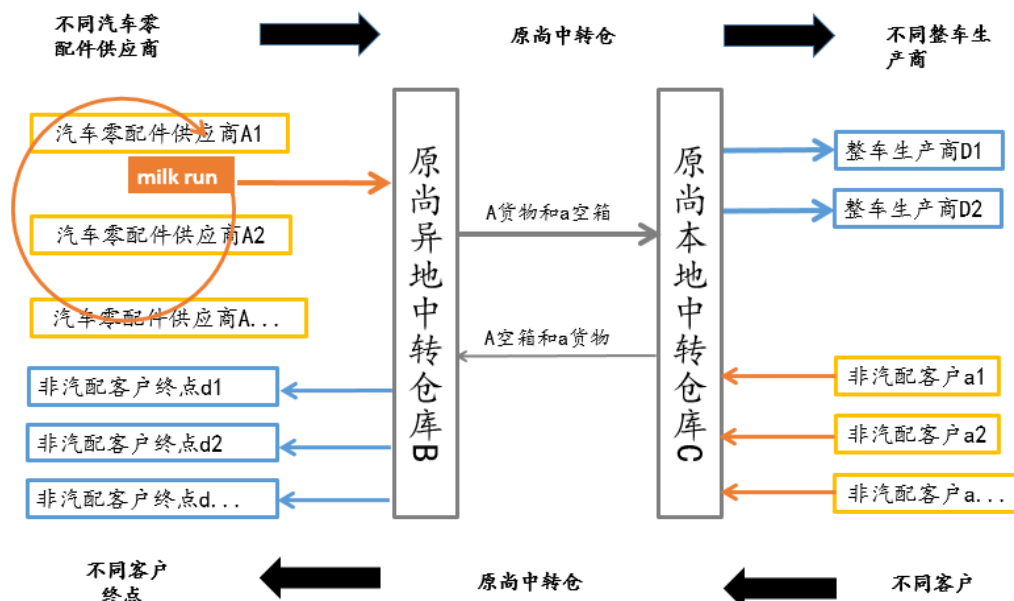 不同汽车零
配件供应商
原尚中转仓
不同整车生
产商
汽车零配件供应商A1
milk run
汽车零配件供应商A2
汽车零配件供应商A...
非汽配客户终点d1
非汽配客户终点d2
非汽配客户终点d...
原尚异地中转仓库B
A货物和a空箱
A空箱和a货物
原尚本地中转仓库C
整车生产商D1
整车生产商D2
非汽配客户a1
非汽配客户a2
非汽配客户a...
不同客户
终点
原尚中转仓
不同客户